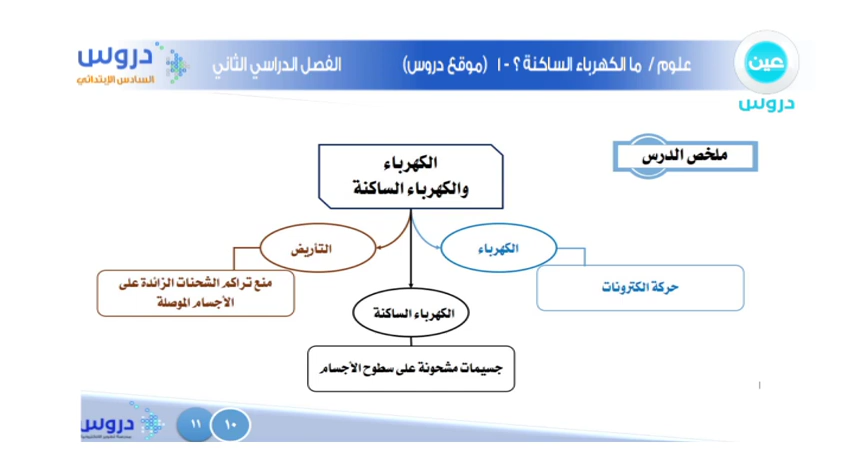 عين
دروس
علوم / ما الكهرباء الساكنة ؟ - ١٠ (موقع دروس)
الفصل الدراسي الثاني
دروس
السادس الإبتدائي
ملخص الدرس
الكهرباء
والكهرباء الساكنة
الكهرباء
التأريض
حركة الكترونات
منع تراكم الشحنات الزائدة على
الأجسام الموصلة
الكهرباء الساكنة
جسيمات مشحونة على سطوح الأجسام
دروس
١١
١٠